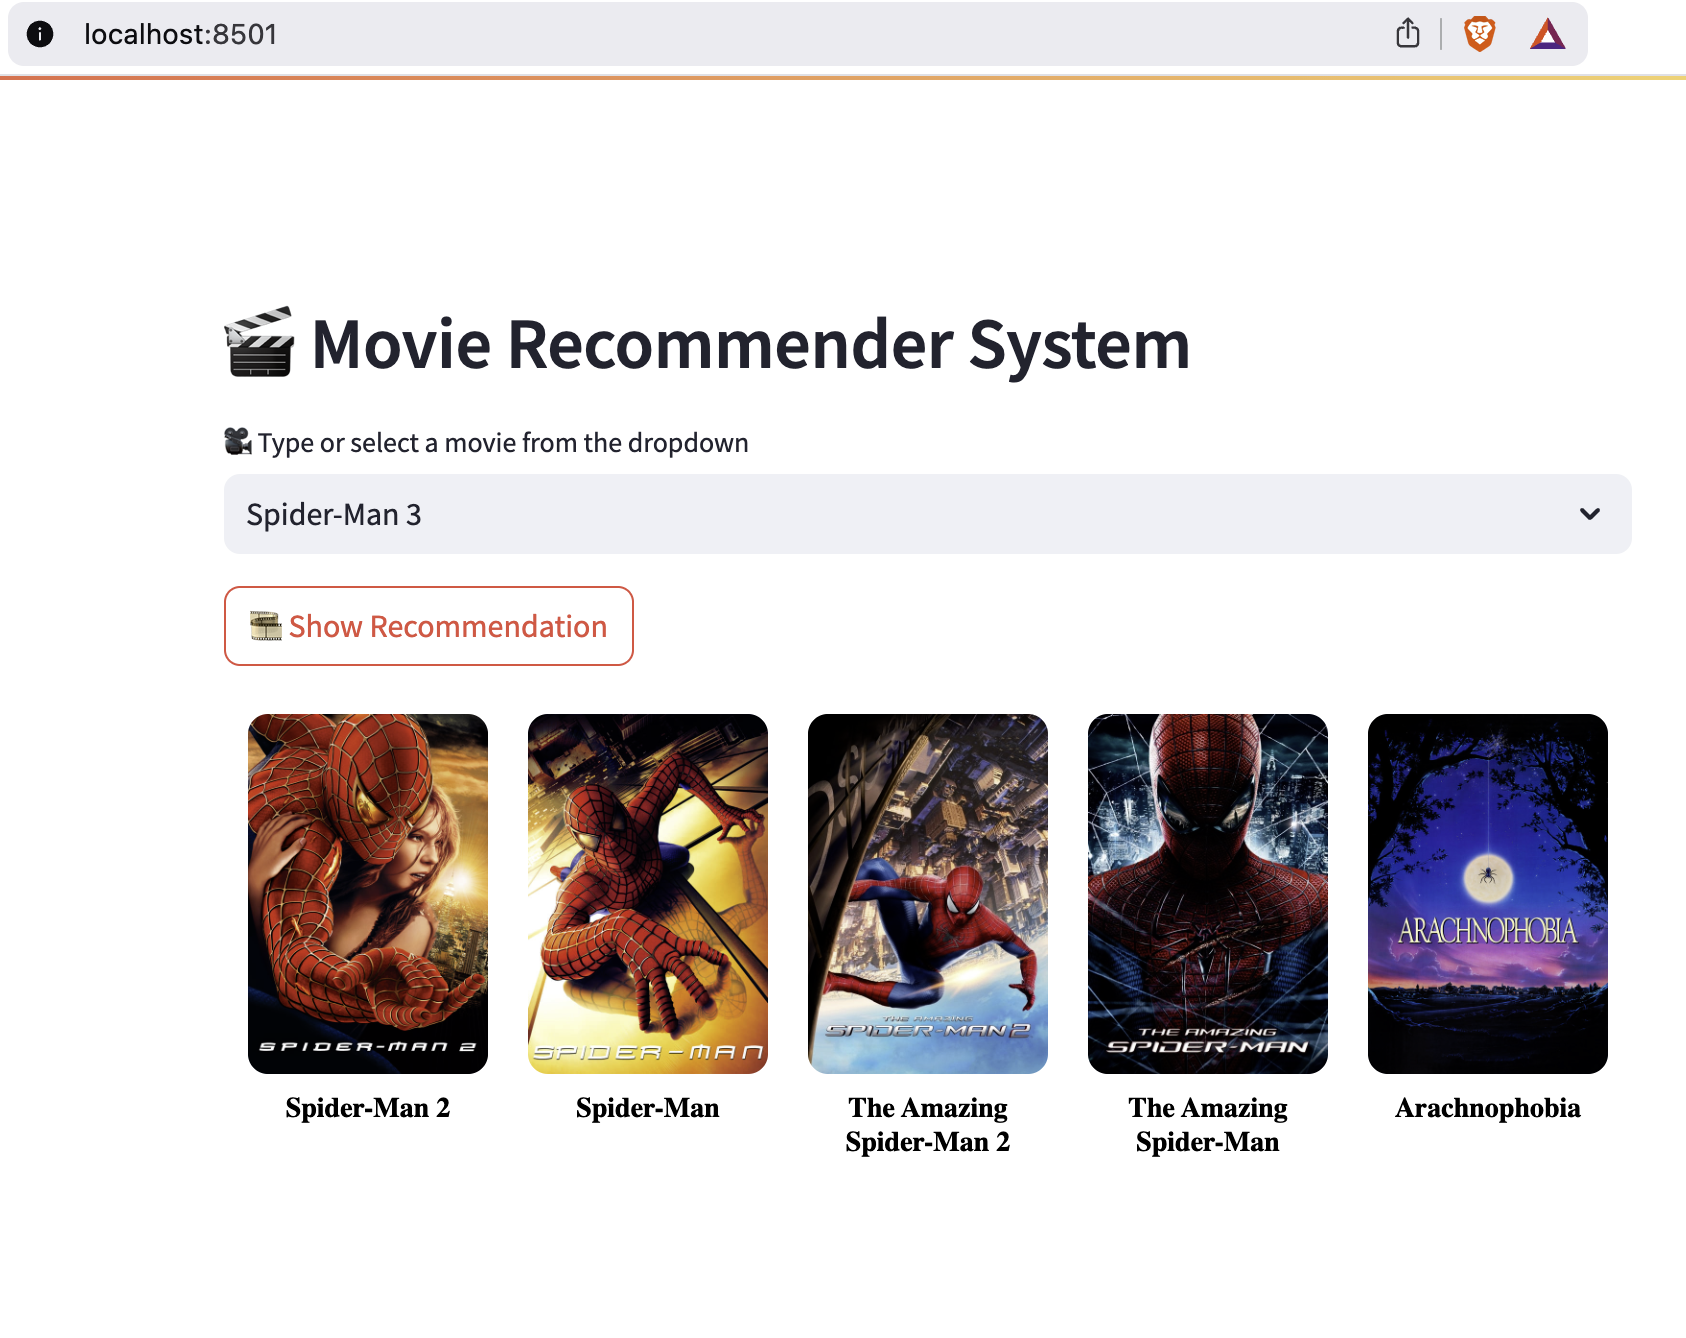 localhost:8501
Movie Recommender System
Type or select a movie from the dropdown
Spider-Man 3
Show Recommendation
SPIDER-MAN 2
SPIDER-MAN
THE AMAZING
SPIDER-MAN 2
THE AMAZING
SPIDER-MAN
ARACHNOPHOBIA
Spider-Man 2
Spider-Man
The Amazing
Spider-Man 2
The Amazing
Spider-Man
Arachnophobia